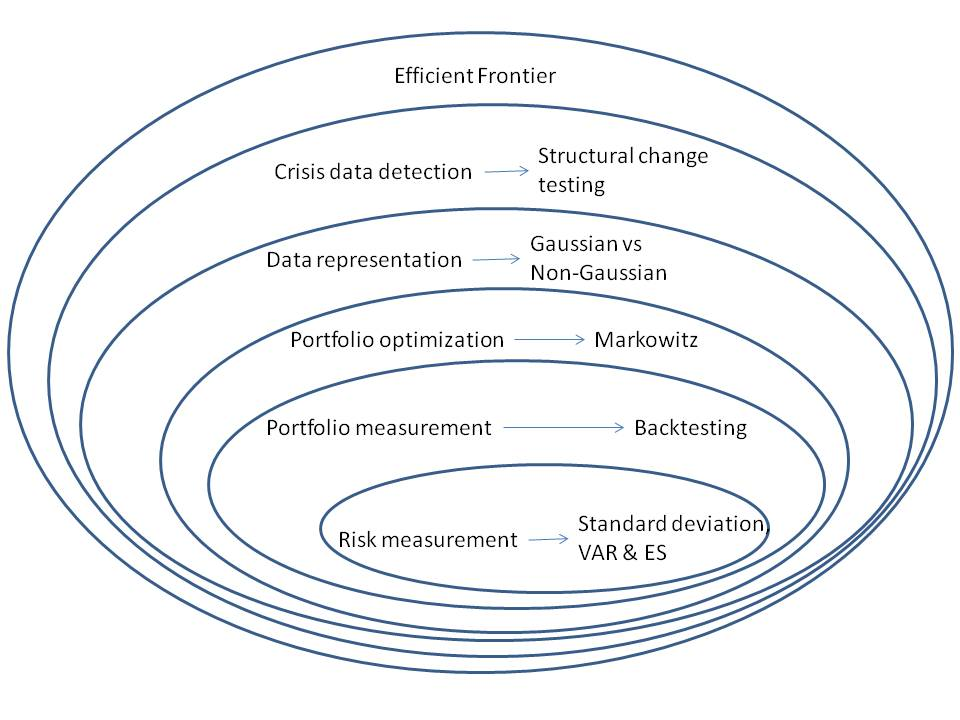 Efficient Frontier
Crisis data detection
Structural change
testing
Data representation
Gaussian vs
Non-Gaussian
Portfolio optimization
Markowitz
Portfolio measurement
Backtesting
Risk measurement
Standard deviation,
VAR & ES